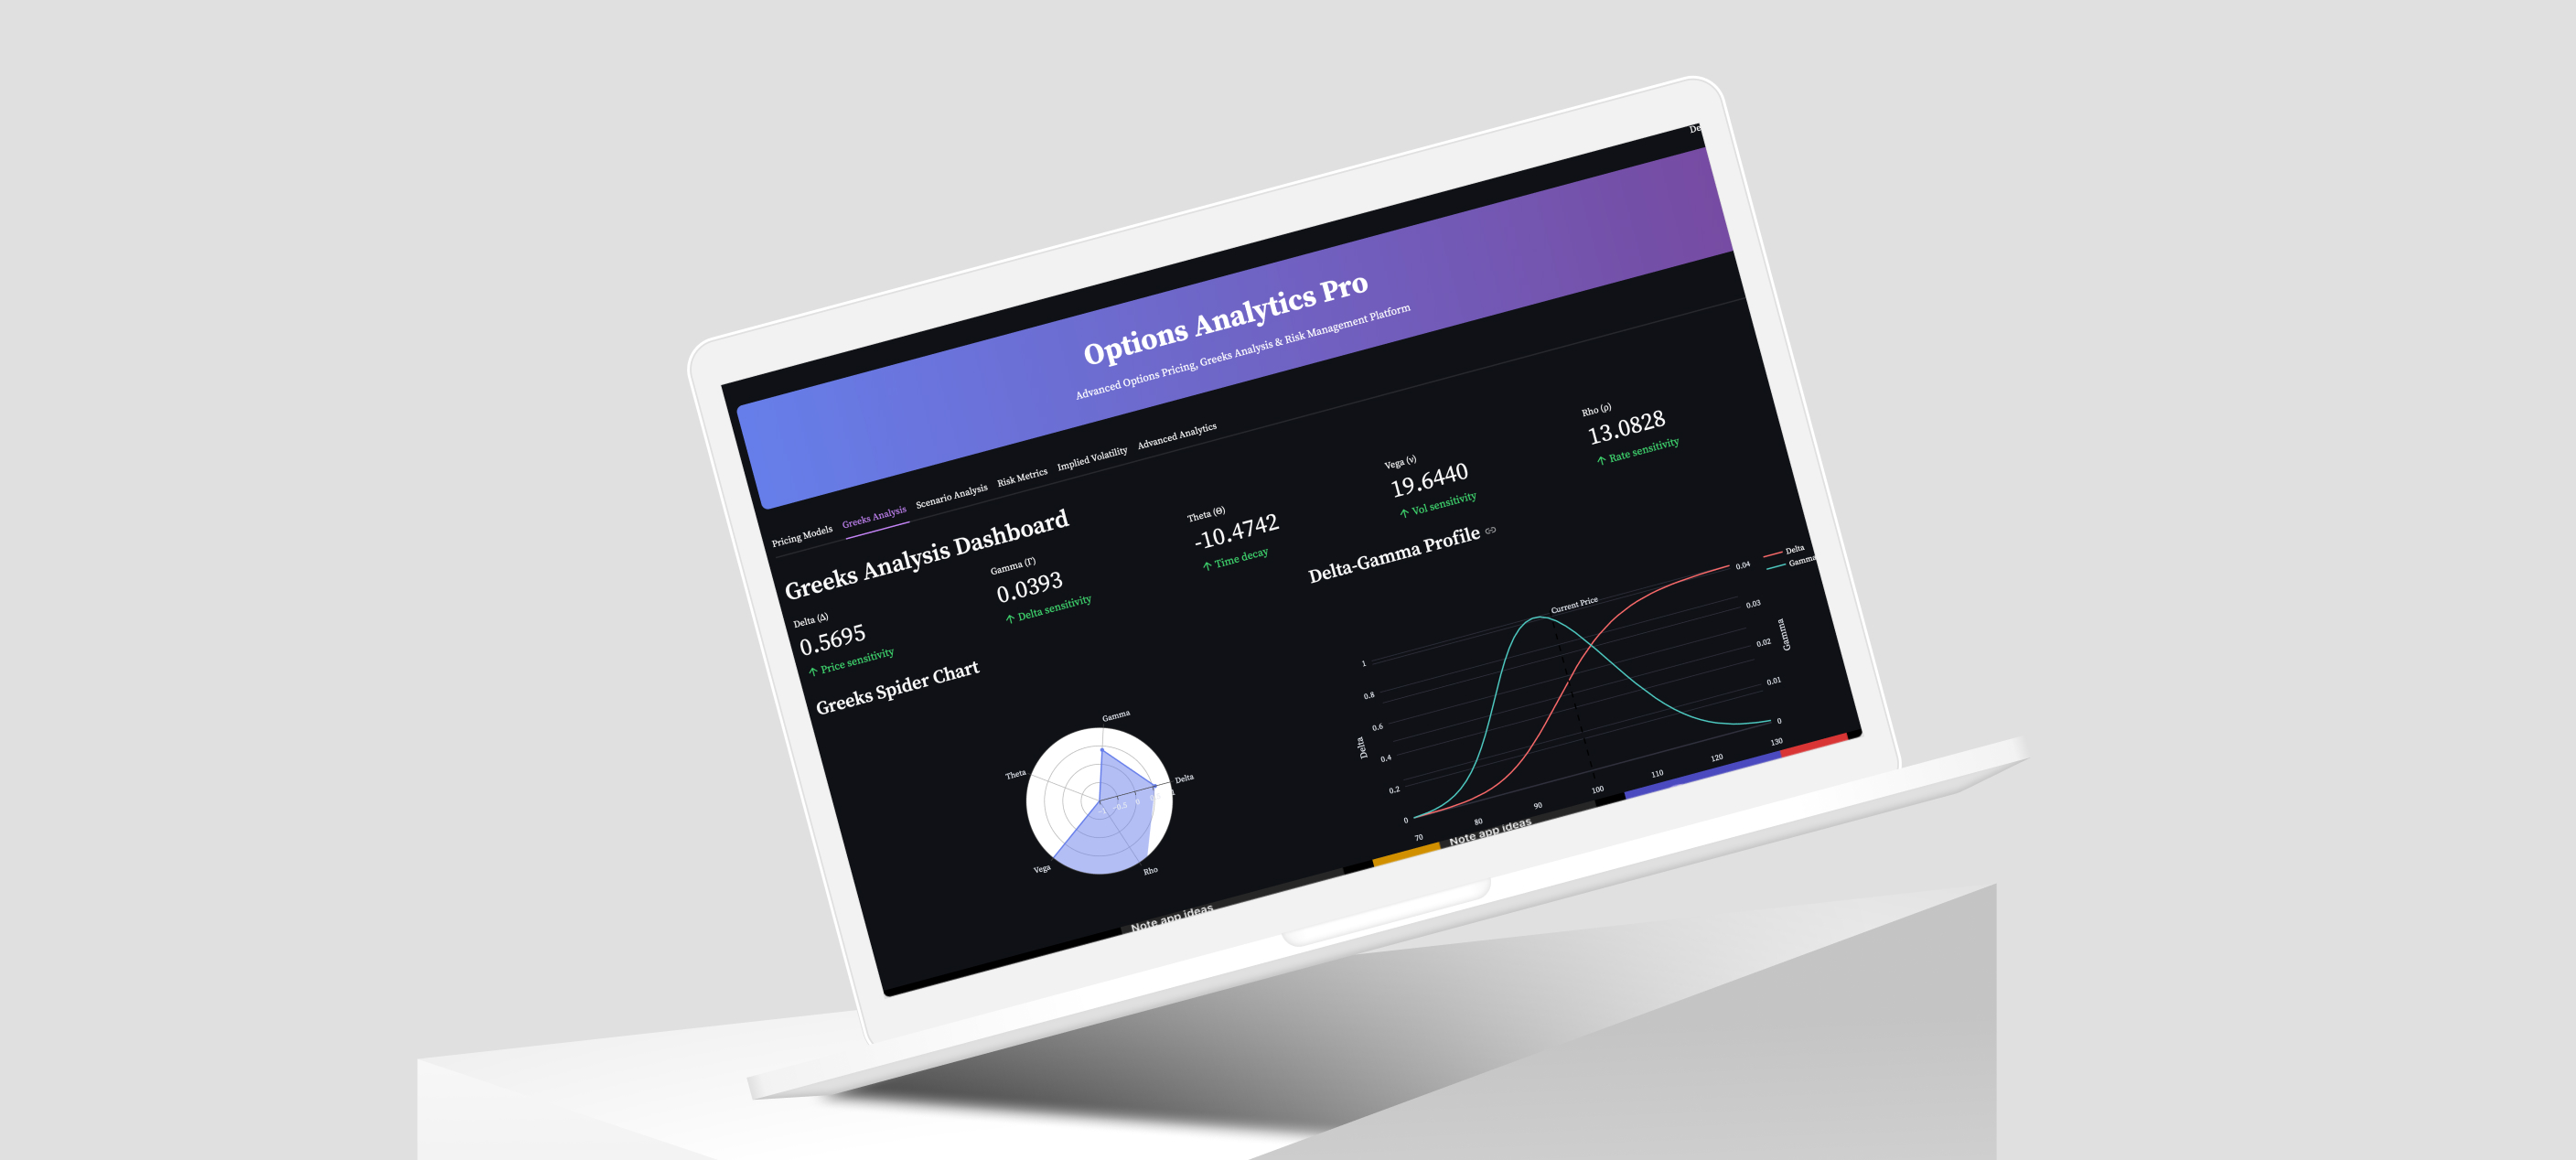 De
Options Analytics Pro
Advanced Options Pricing, Greeks Analysis & Risk Management Platform
Pricing Models Greeks Analysis Scenario Analysis Risk Metrics Implied Volatility Advanced Analytics
Greeks Analysis Dashboard
Delta (Δ)
0.5695
↑ Price sensitivity
Gamma (Γ)
0.0393
↑ Delta sensitivity
Theta (Θ)
-10.4742
↑ Time decay
Vega (ν)
19.6440
↑ Vol sensitivity
Rho (ρ)
13.0828
↑ Rate sensitivity
Greeks Spider Chart
Gamma
Theta
Delta
Vega
Rho
-1 -0.5 0 1
Delta-Gamma Profile
Delta
Gamma
Current Price
1
0.8
0.6
0.4
0.2
0
Delta
0.04
0.03
0.02
0.01
0
Gamma
70 80 90 100 110 120 130
Note app ideas
Note app ideas